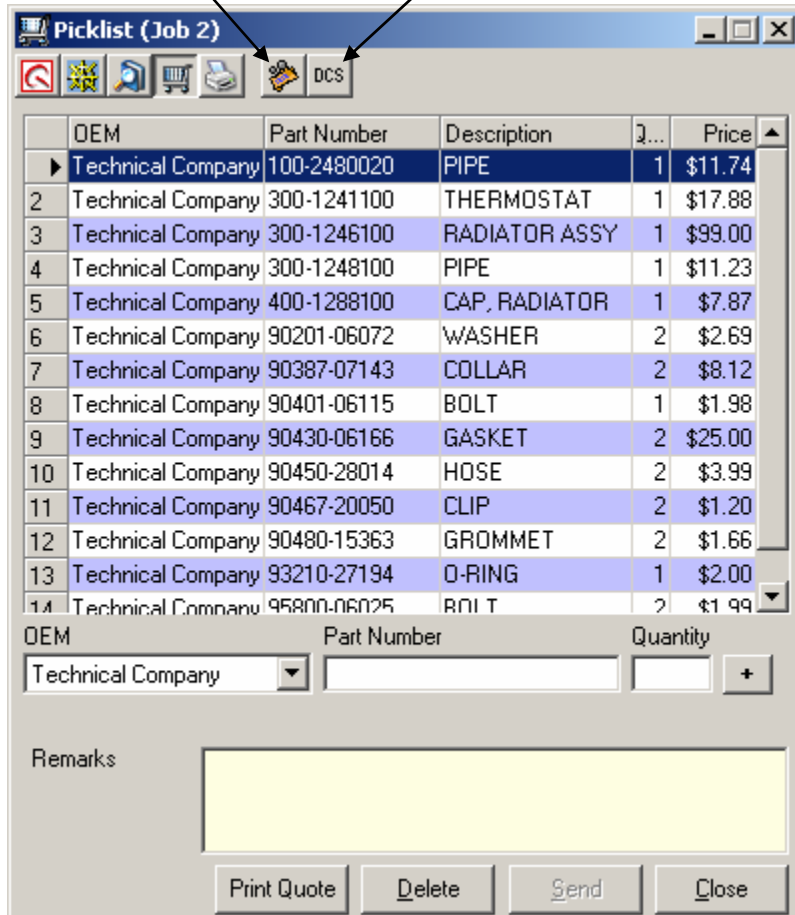 Picklist (Job 2)
DCS
OEM Part Number Description Q... Price
Technical Company 100-2480020 PIPE 1 $11.74
2 Technical Company 300-1241100 THERMOSTAT 1 $17.88
3 Technical Company 300-1246100 RADIATOR ASSY 1 $99.00
4 Technical Company 300-1248100 PIPE 1 $11.23
5 Technical Company 400-1288100 CAP, RADIATOR 1 $7.87
6 Technical Company 90201-06072 WASHER 2 $2.69
7 Technical Company 90387-07143 COLLAR 2 $8.12
8 Technical Company 90401-06115 BOLT 1 $1.98
9 Technical Company 90430-06166 GASKET 2 $25.00
10 Technical Company 90450-28014 HOSE 2 $3.99
11 Technical Company 90467-20050 CLIP 2 $1.20
12 Technical Company 90480-15363 GROMMET 2 $1.66
13 Technical Company 93210-27194 O-RING 1 $2.00
14 Technical Company 95800-06025 BOLT 2 $1.99
OEM Part Number Quantity
Technical Company +
Remarks
Print Quote Delete Send Close